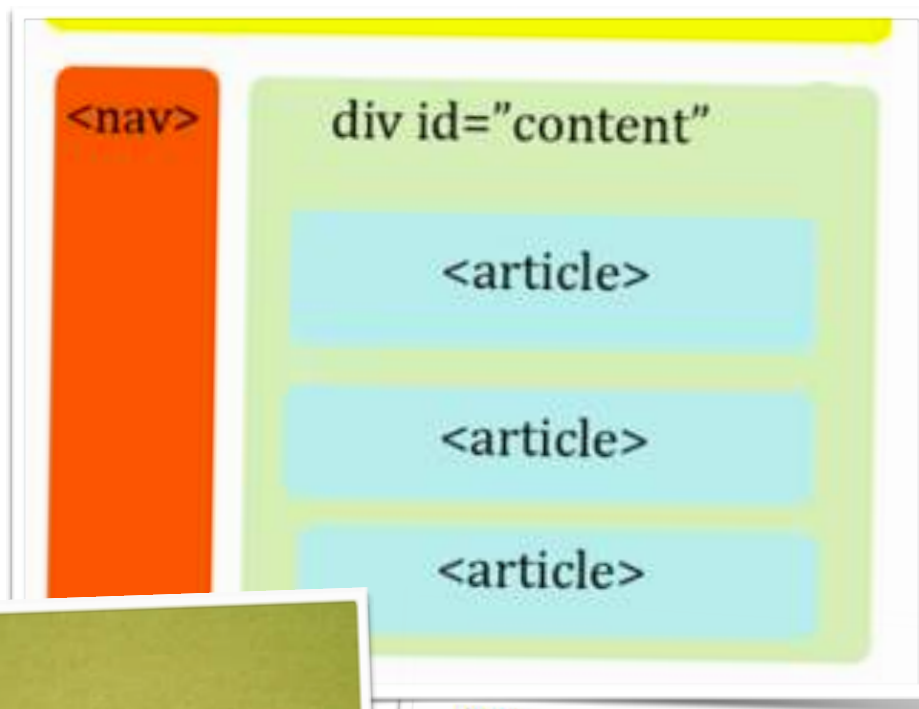 <nav>
div id=”content”
<article>
<article>
<article>